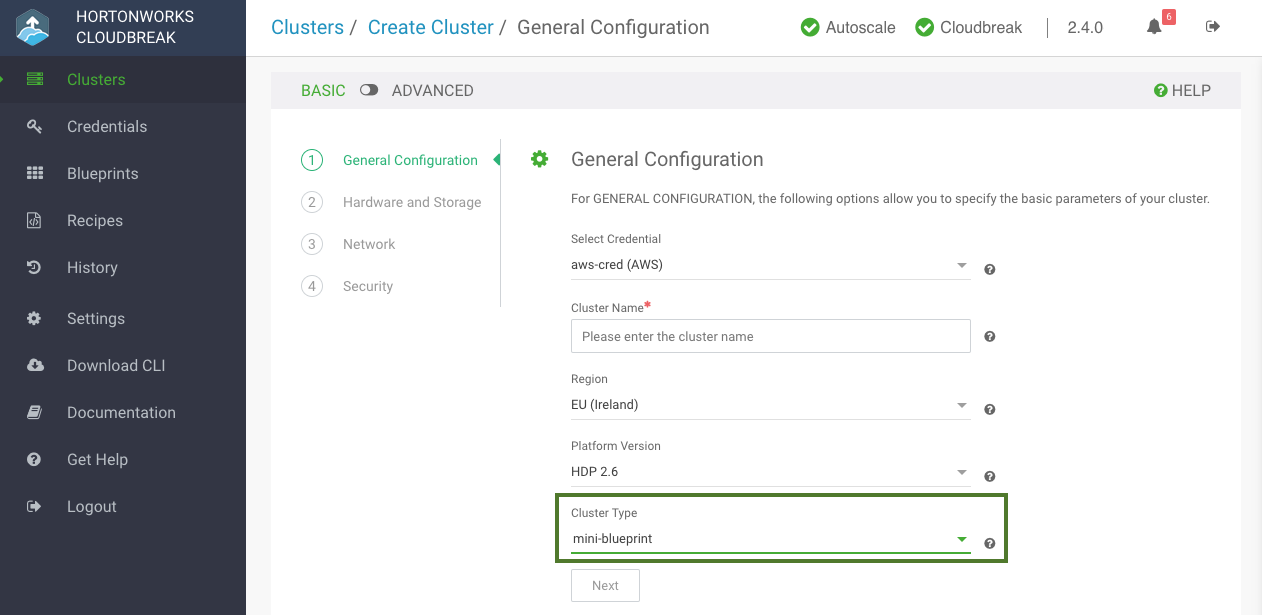 HORTONWORKS
CLOUDBREAK
Clusters
Credentials
Blueprints
Recipes
History
Settings
Download CLI
Documentation
Get Help
Logout
Clusters / Create Cluster / General Configuration
Autoscale Cloudbreak 2.4.0 6
BASIC ADVANCED
HELP
1 General Configuration
2 Hardware and Storage
3 Network
4 Security
General Configuration
For GENERAL CONFIGURATION, the following options allow you to specify the basic parameters of your cluster.
Select Credential
aws-cred (AWS)
Cluster Name*
Please enter the cluster name
Region
EU (Ireland)
Platform Version
HDP 2.6
Cluster Type
mini-blueprint
Next